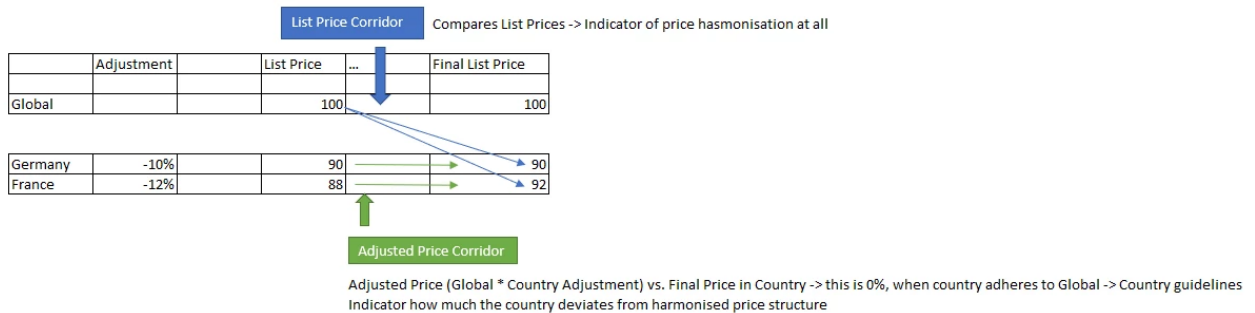 List Price Corridor Compares List Prices -> Indicator of price hasmonisation at all
Adjustment List Price ... Final List Price
Global 100 100
Germany -10% 90 90
France -12% 88 92
Adjusted Price Corridor
Adjusted Price (Global * Country Adjustment) vs. Final Price in Country -> this is 0%, when country adheres to Global -> Country guidelines
Indicator how much the country deviates from harmonised price structure